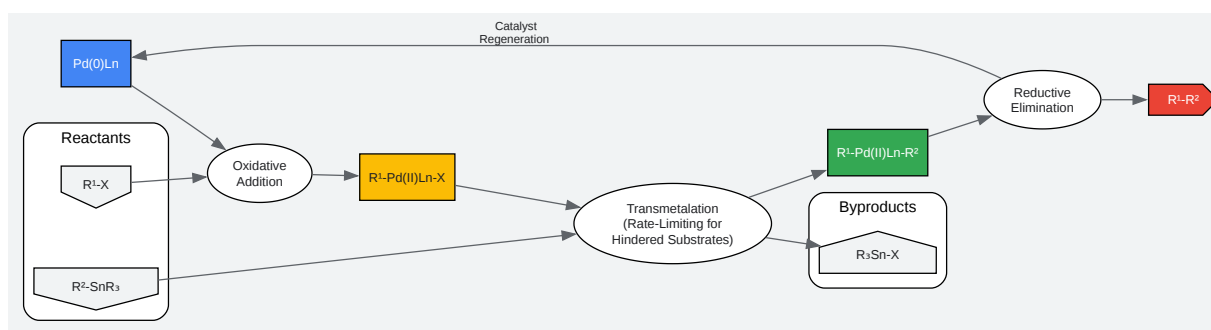 Catalyst
Regeneration
Pd(0)Ln
Reactants
R¹-X
R²-SnR₃
Oxidative
Addition
R¹-Pd(II)Ln-X
Transmetalation
(Rate-Limiting for
Hindered Substrates)
R¹-Pd(II)Ln-R²
Byproducts
R₃Sn-X
Reductive
Elimination
R¹-R²